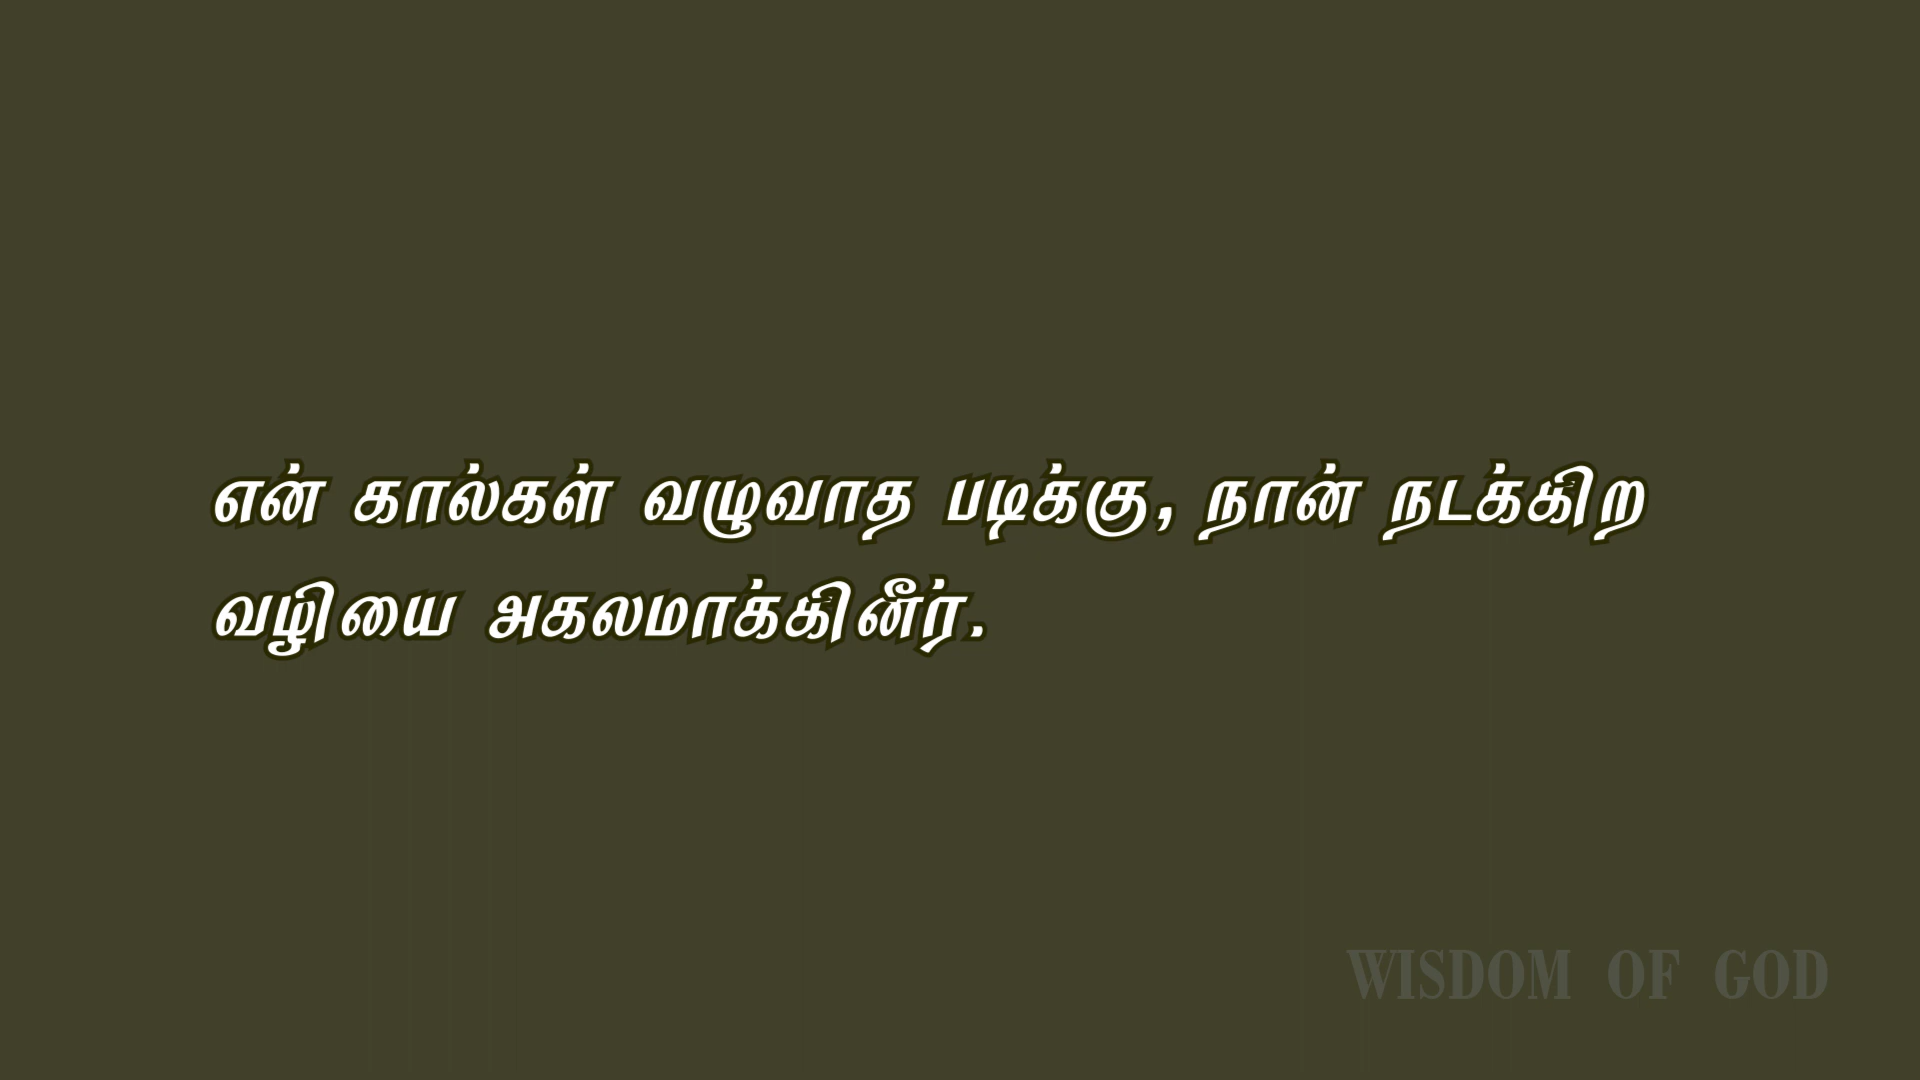 என் கால்கள் வழுவாத படிக்கு, நான் நடக்கிற
வழியை அகலமாக்கினீர்.
WISDOM OF GOD